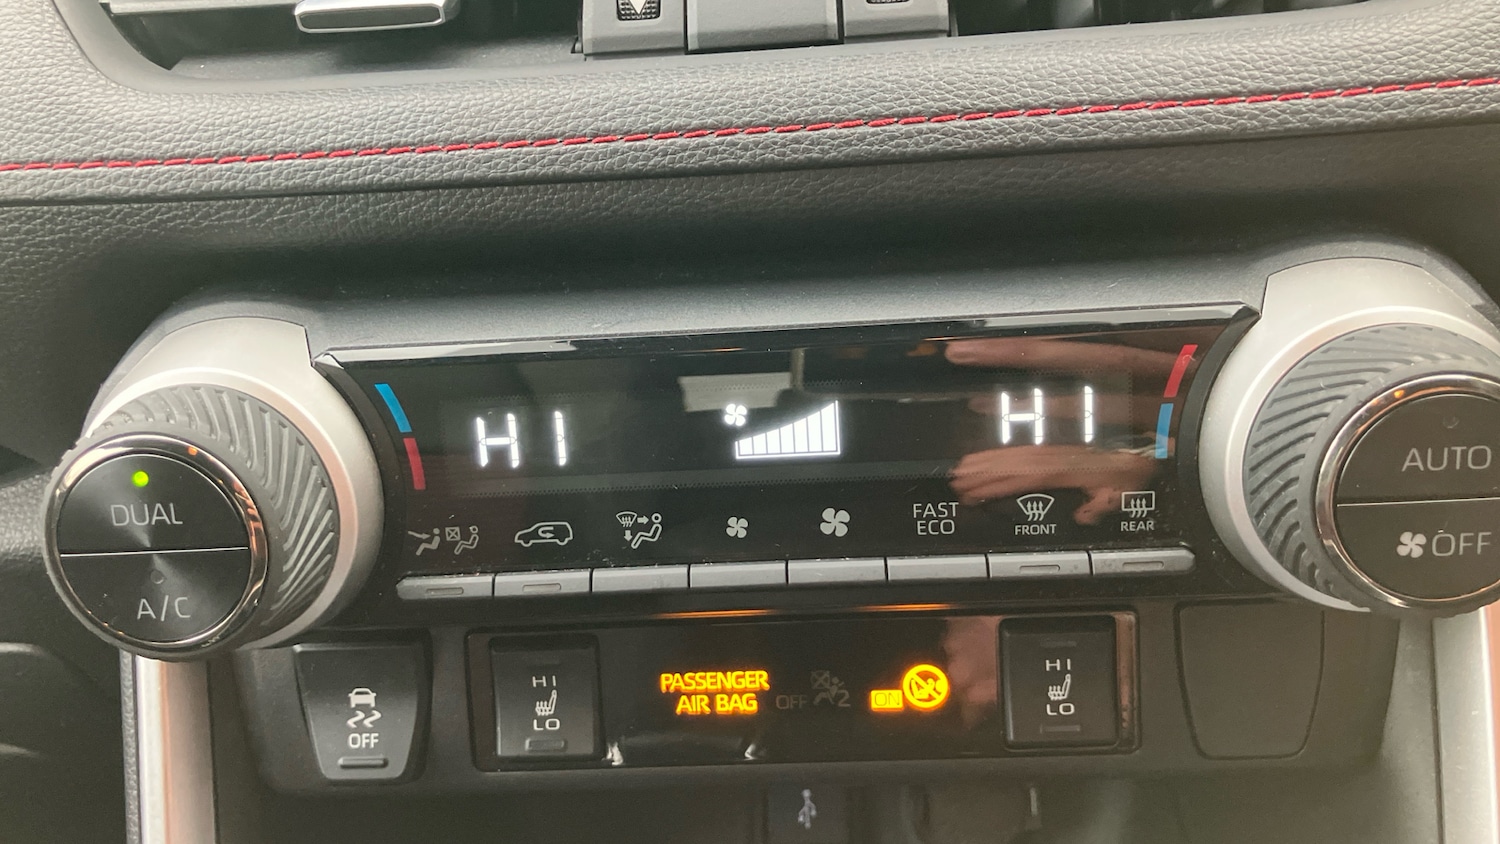 HI
HI
DUAL
A/C
FAST
ECO
FRONT
REAR
AUTO
OFF
OFF
HI
LO
PASSENGER
AIR BAG
OFF
2
ON
HI
LO